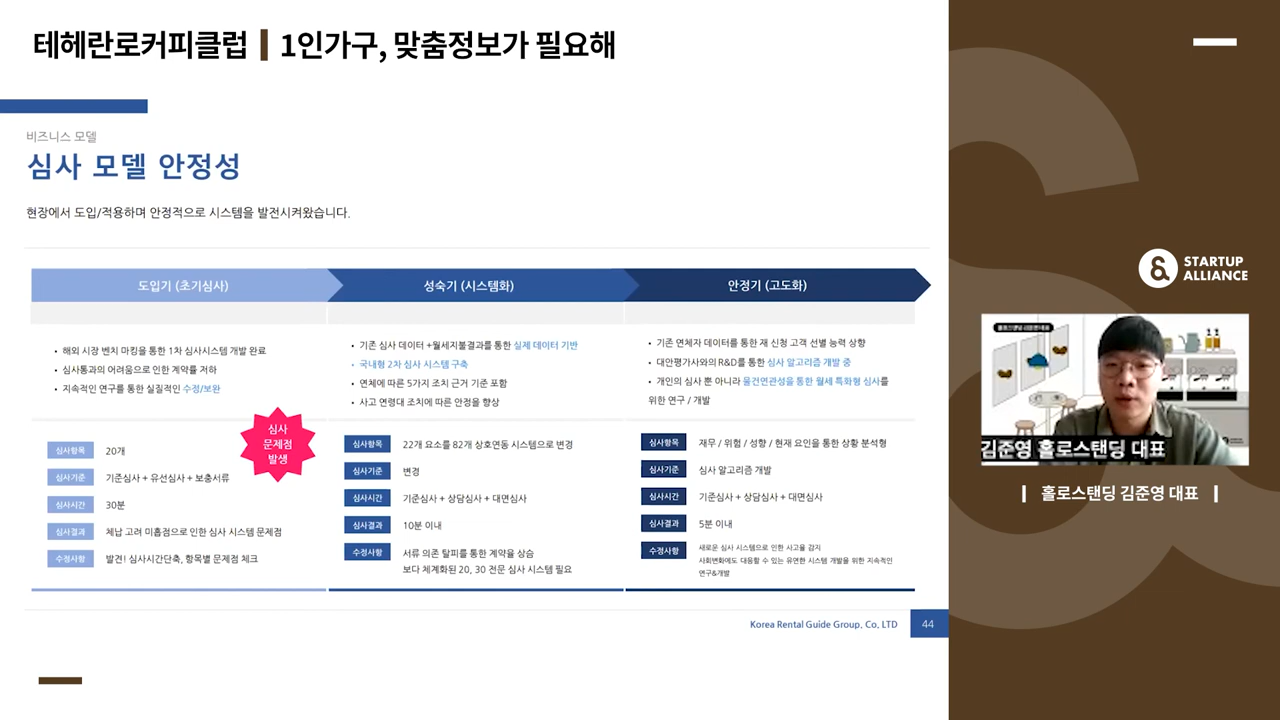 테헤란로커피클럽 | 1인가구, 맞춤정보가 필요해
비즈니스 모델
심사 모델 안정성
현장에서 도입/적용하며 안정적으로 시스템을 발전시켜왔습니다.
도입기 (초기심사)
• 해외 시장 벤치 마킹을 통한 1차 심사시스템 개발 완료
• 심사통과의 어려움으로 인한 계약률 저하
• 지속적인 연구를 통한 실질적인 수정/보완
심사
문제점
발생
심사항목 20개
심사기준 기준심사 + 유선심사 + 보충서류
심사시간 30분
심사결과 체납 고려 미흡점으로 인한 심사 시스템 문제점
수정사항 발견! 심사시간단축, 항목별 문제점 체크
성숙기 (시스템화)
• 기존 심사 데이터 +월세지불결과를 통한 실제 데이터 기반
• 국내형 2차 심사 시스템 구축
• 연체에 따른 5가지 조치 근거 기준 포함
• 사고 연령대 조치에 따른 안정율 향상
심사항목 22개 요소를 82개 상호연동 시스템으로 변경
심사기준 변경
심사시간 기준심사 + 상담심사 + 대면심사
심사결과 10분 이내
수정사항 서류 의존 탈피를 통한 계약율 상승
보다 체계화된 20, 30 전문 심사 시스템 필요
안정기 (고도화)
• 기존 연체자 데이터를 통한 재 신청 고객 선별 능력 향상
• 대안평가사와의 R&D를 통한 심사 알고리즘 개발 중
• 개인의 심사 뿐 아니라 물건연관성을 통한 월세 특화형 심사를
위한 연구 / 개발
심사항목 재무 / 위험 / 성향 / 현재 요인을 통한 상황 분석형
심사기준 심사 알고리즘 개발
심사시간 기준심사 + 상담심사 + 대면심사
심사결과 5분 이내
수정사항 새로운 심사 시스템으로 인한 사고율 감지
사회변화에도 대응할 수 있는 유연한 시스템 개발을 위한 지속적인
연구&개발
Korea Rental Guide Group, Co, LTD 44
STARTUP
ALLIANCE
김준영 홀로스탠딩 대표
| 홀로스탠딩 김준영 대표 |